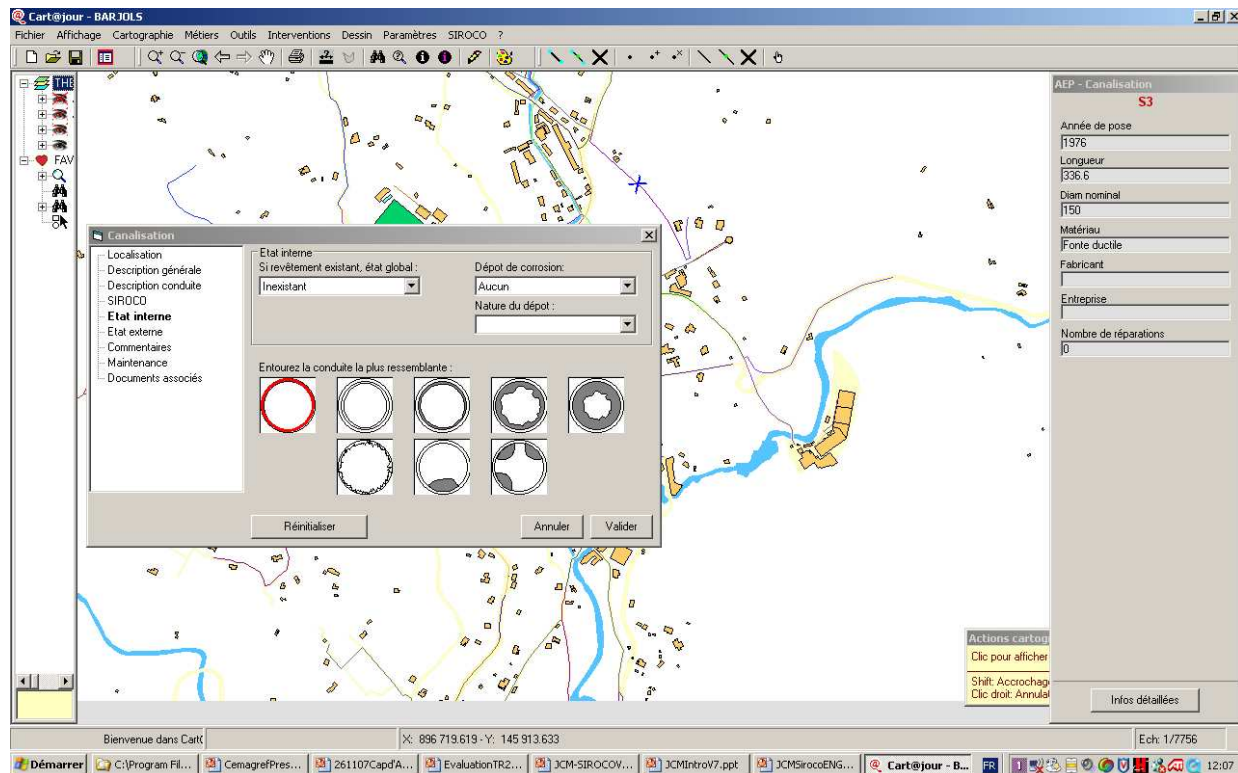 Cart@jour - BARJOLS
Fichier Affichage Cartographie Métiers Outils Interventions Dessin Paramètres SIROCO ?
THE
FAV
AEP - Canalisation
S3
Année de pose
1976
Longueur
336.6
Diam nominal
150
Matériau
Fonte ductile
Fabricant
Entreprise
Nombre de réparations
0
Canalisation
Localisation
Description générale
Description conduite
SIROCO
Etat interne
Etat externe
Commentaires
Maintenance
Documents associés
Etat interne
Si revêtement existant, état global :
Inexistant
Dépot de corrosion:
Aucun
Nature du dépot :
Entourez la conduite la plus ressemblante :
Réinitialiser
Annuler
Valider
Actions cartog
Clic pour afficher
Shift: Accrochag
Clic droit: Annula
Infos détaillées
Bienvenue dans Cart
X: 896 719.619 - Y: 145 913.633
Ech: 1/7756
Démarrer
C:\Program Fil...
CemagrefPres...
261107Capd'A...
EvaluationTR2...
JCM-SIROCOV...
JCMIntroV7.ppt
JCMSirocoENG...
Cart@jour - B...
FR
12:07